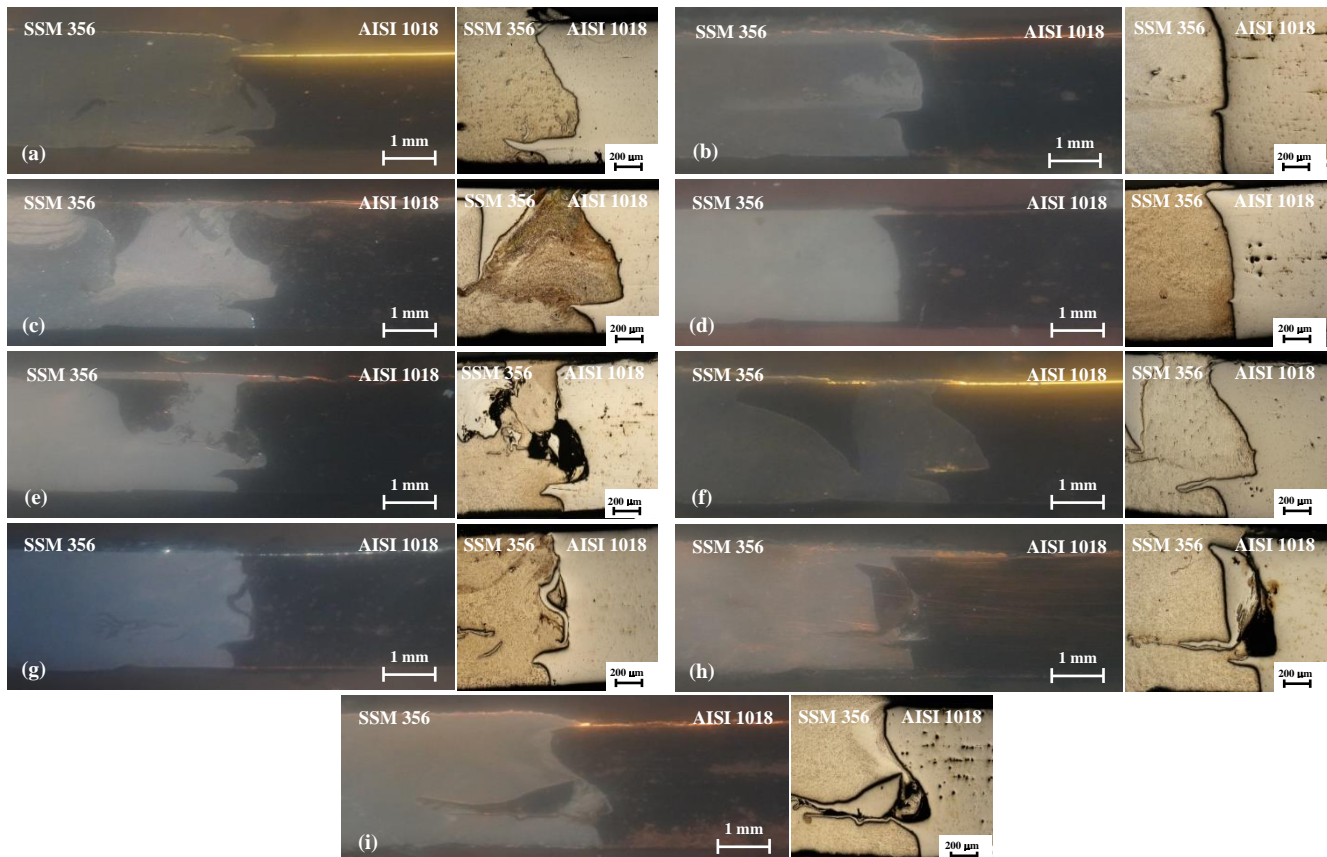 SSM 356 AISI 1018 SSM 356 AISI 1018
(a) 1 mm 200 µm
SSM 356 AISI 1018 SSM 356 AISI 1018
(b) 1 mm 200 µm
SSM 356 AISI 1018 SSM 356 AISI 1018
(c) 1 mm 200 µm
SSM 356 AISI 1018 SSM 356 AISI 1018
(d) 1 mm 200 µm
SSM 356 AISI 1018 SSM 356 AISI 1018
(e) 1 mm 200 µm
SSM 356 AISI 1018 SSM 356 AISI 1018
(f) 1 mm 200 µm
SSM 356 AISI 1018 SSM 356 AISI 1018
(g) 1 mm 200 µm
SSM 356 AISI 1018 SSM 356 AISI 1018
(h) 1 mm 200 µm
SSM 356 AISI 1018 SSM 356 AISI 1018
(i) 1 mm 200 µm